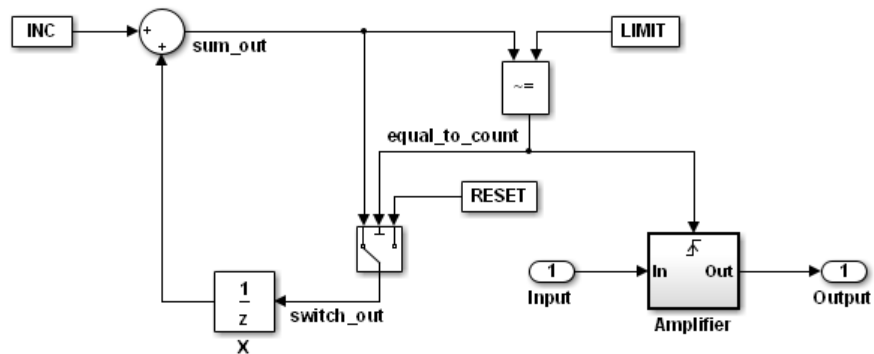 INC
+
+
sum_out
LIMIT
~=
equal_to_count
RESET
1
In
Out
1
Input
Output
Amplifier
1
z
switch_out
X